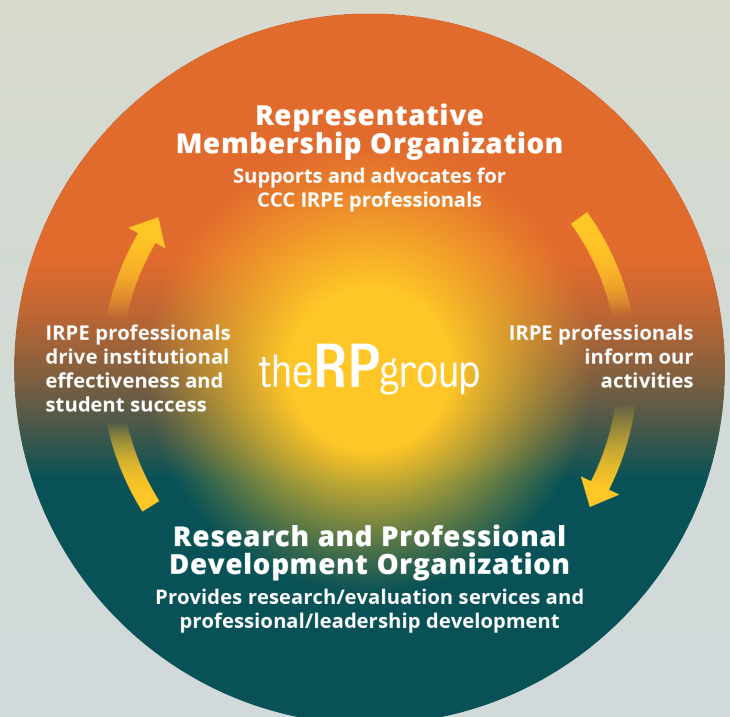 Representative
Membership Organization
Supports and advocates for
CCC IRPE professionals
IRPE professionals
drive institutional
effectiveness and
student success
theRPgroup
IRPE professionals
inform our
activities
Research and Professional
Development Organization
Provides research/evaluation services and
professional/leadership development